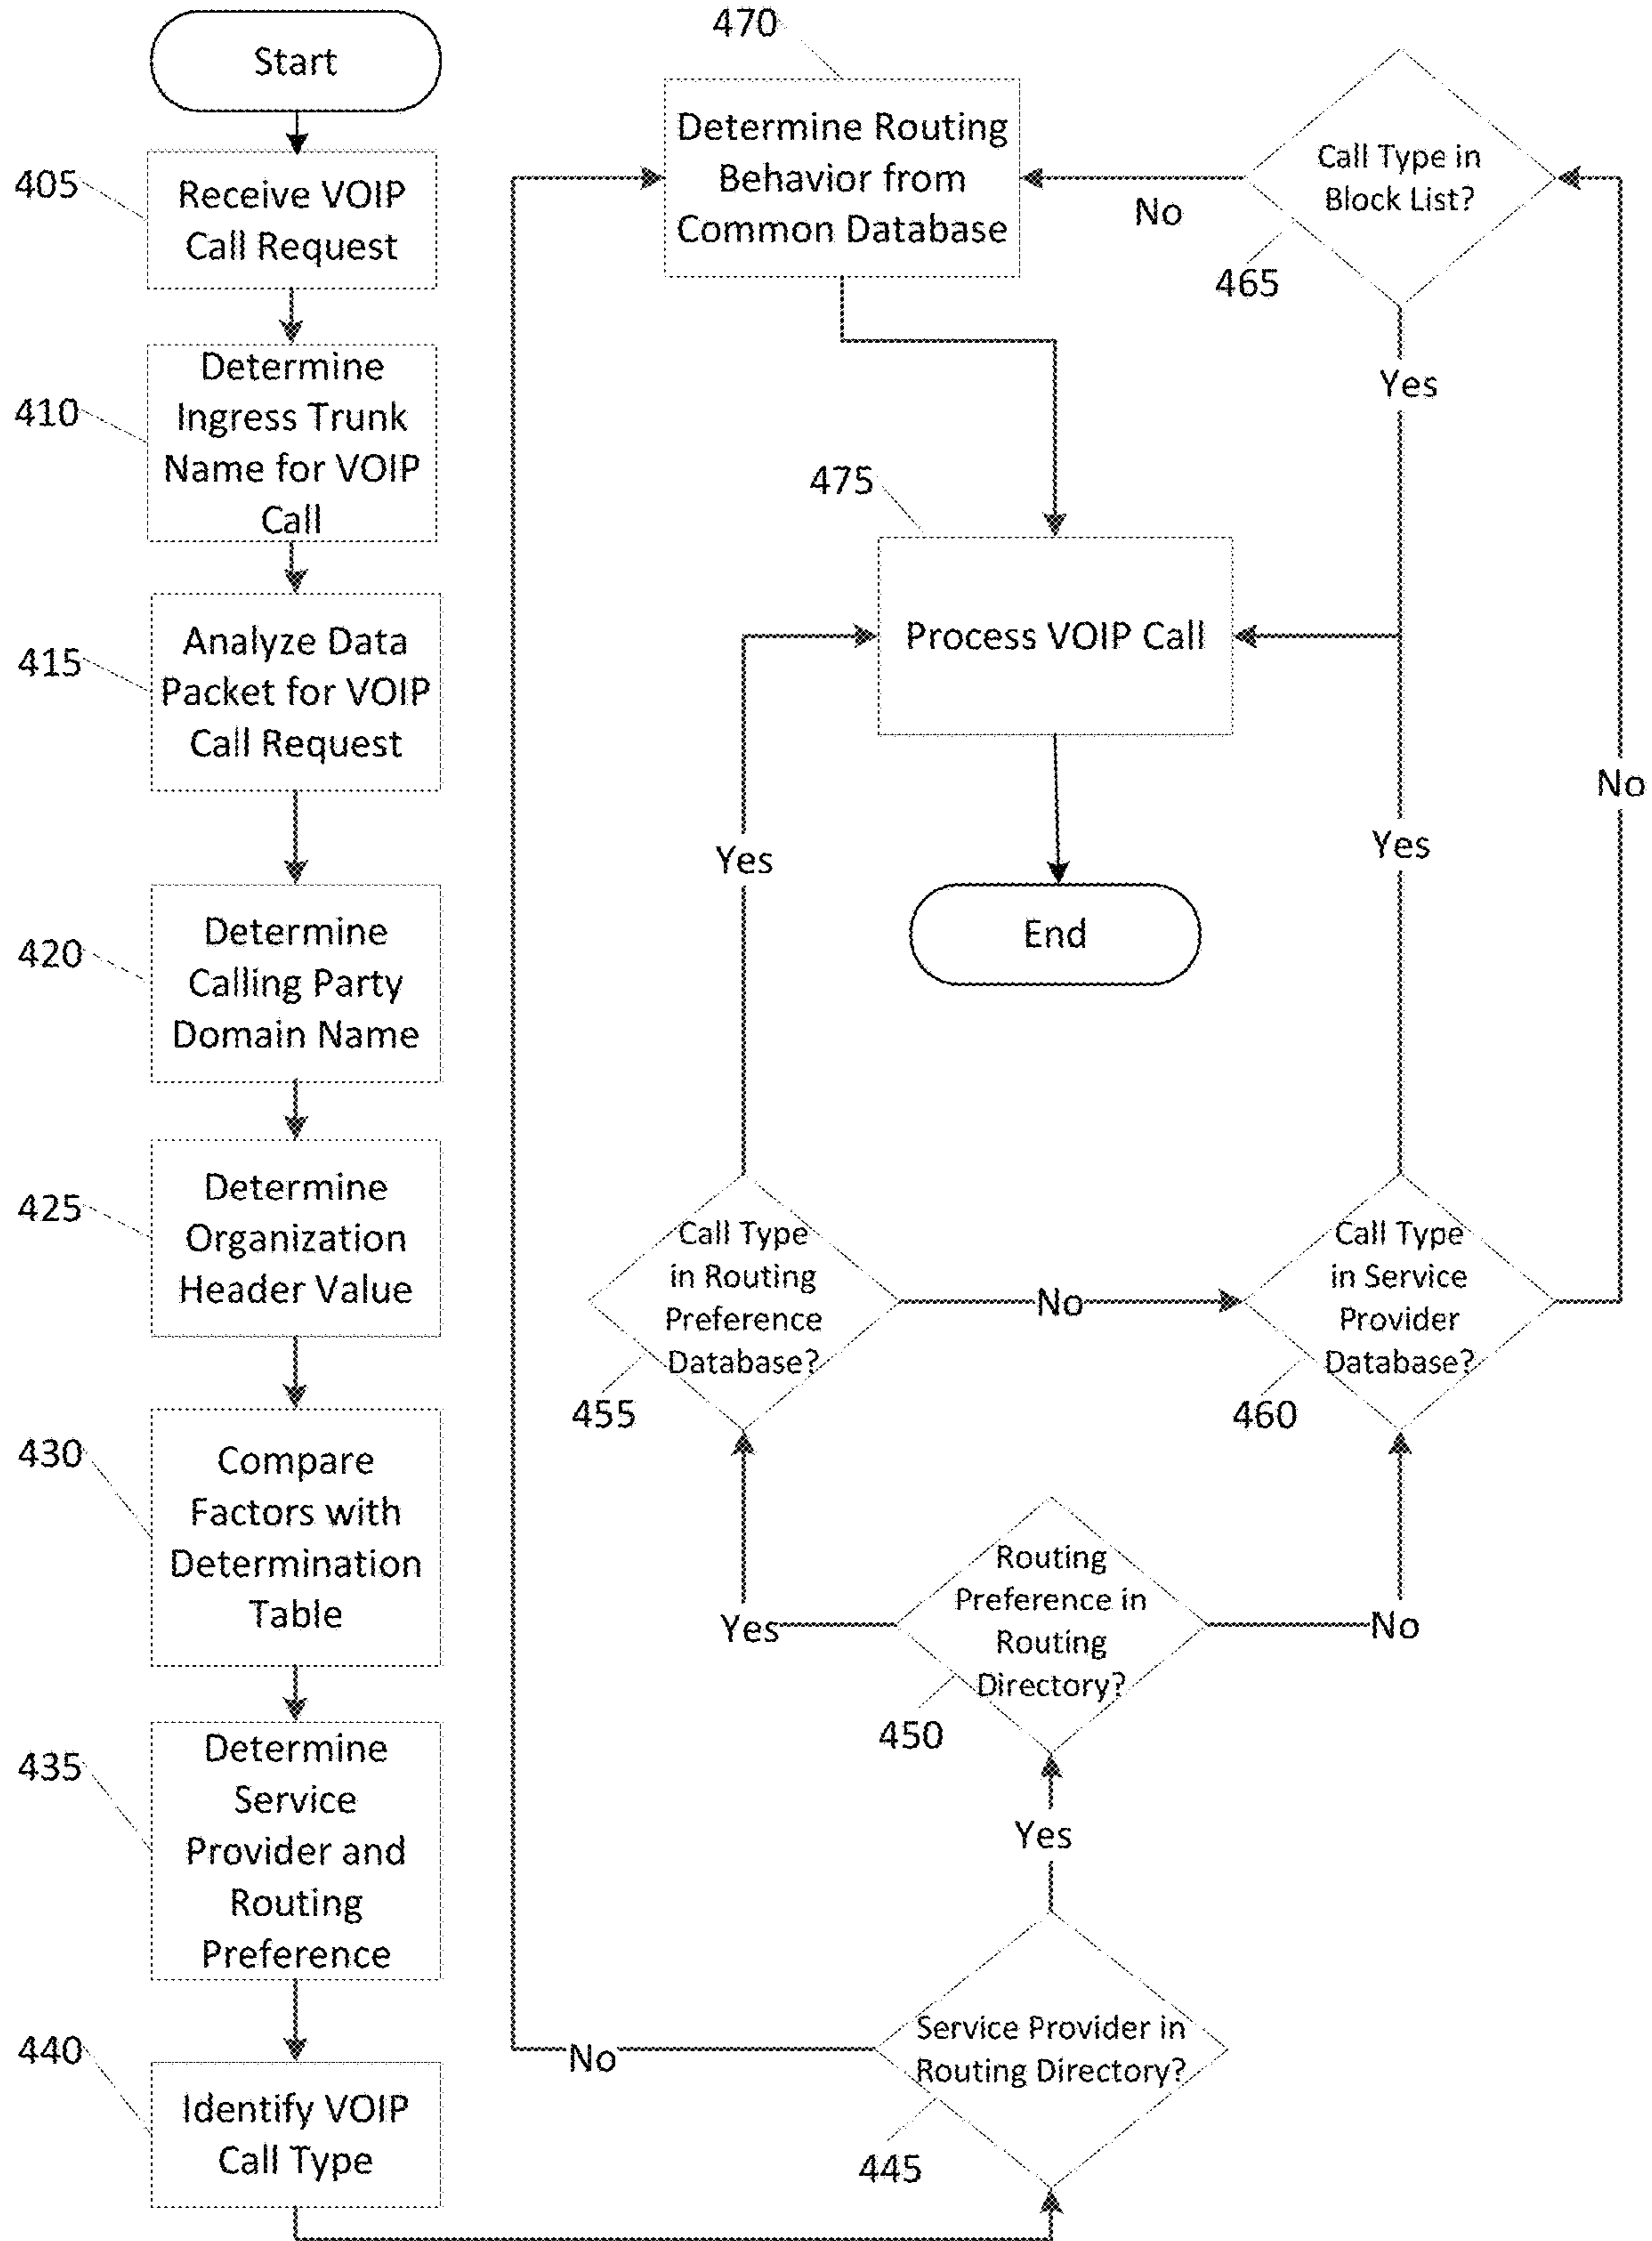 Start
405
Receive VOIP
Call Request
410
Determine
Ingress Trunk
Name for VOIP
Call
415
Analyze Data
Packet for VOIP
Call Request
420
Determine
Calling Party
Domain Name
425
Determine
Organization
Header Value
430
Compare
Factors with
Determination
Table
435
Determine
Service
Provider and
Routing
Preference
440
Identify VOIP
Call Type
470
Determine Routing
Behavior from
Common Database
No
Call Type in
Block List?
465
Yes
475
Process VOIP Call
No
Yes
Yes
End
Call Type
in Routing
Preference
Database?
455
No
Call Type
in Service
Provider
Database?
460
Routing
Preference in
Routing
Directory?
Yes
No
450
Yes
Service Provider in
Routing Directory?
No
445